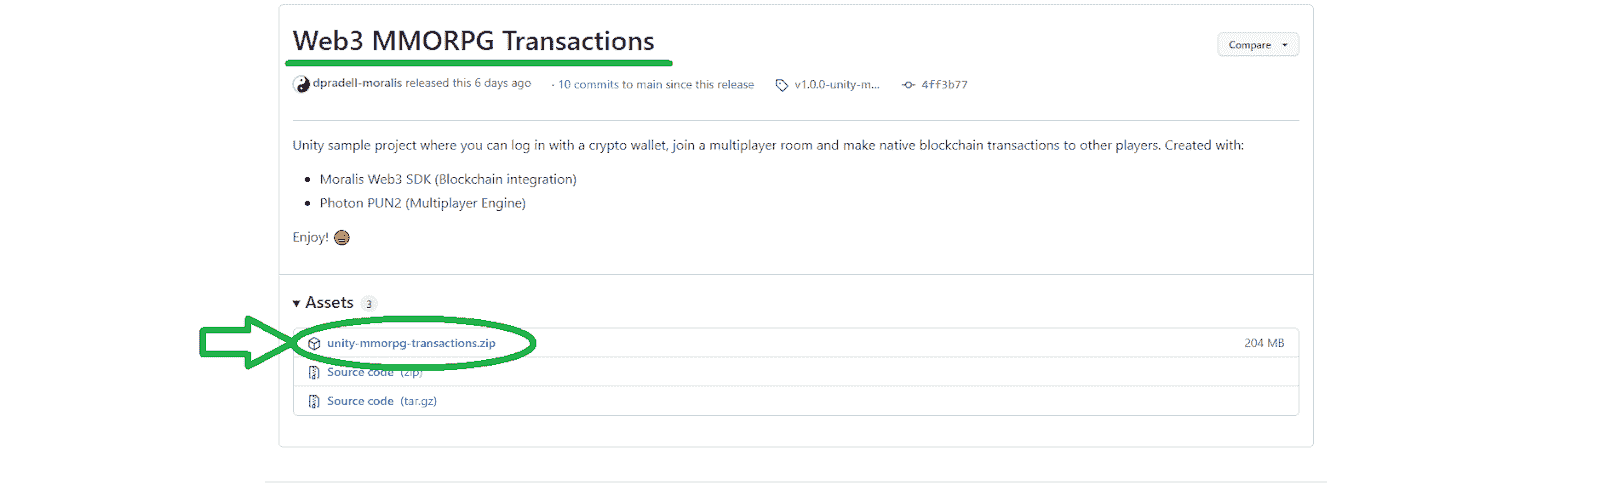 Web3 MMORPG Transactions
Compare
dpradell-moralis released this 6 days ago · 10 commits to main since this release v1.0.0-unity-m... 4ff3b77
Unity sample project where you can log in with a crypto wallet, join a multiplayer room and make native blockchain transactions to other players. Created with:
• Moralis Web3 SDK (Blockchain integration)
• Photon PUN2 (Multiplayer Engine)
Enjoy!
Assets 3
unity-mmorpg-transactions.zip 204 MB
Source code (zip)
Source code (tar.gz)